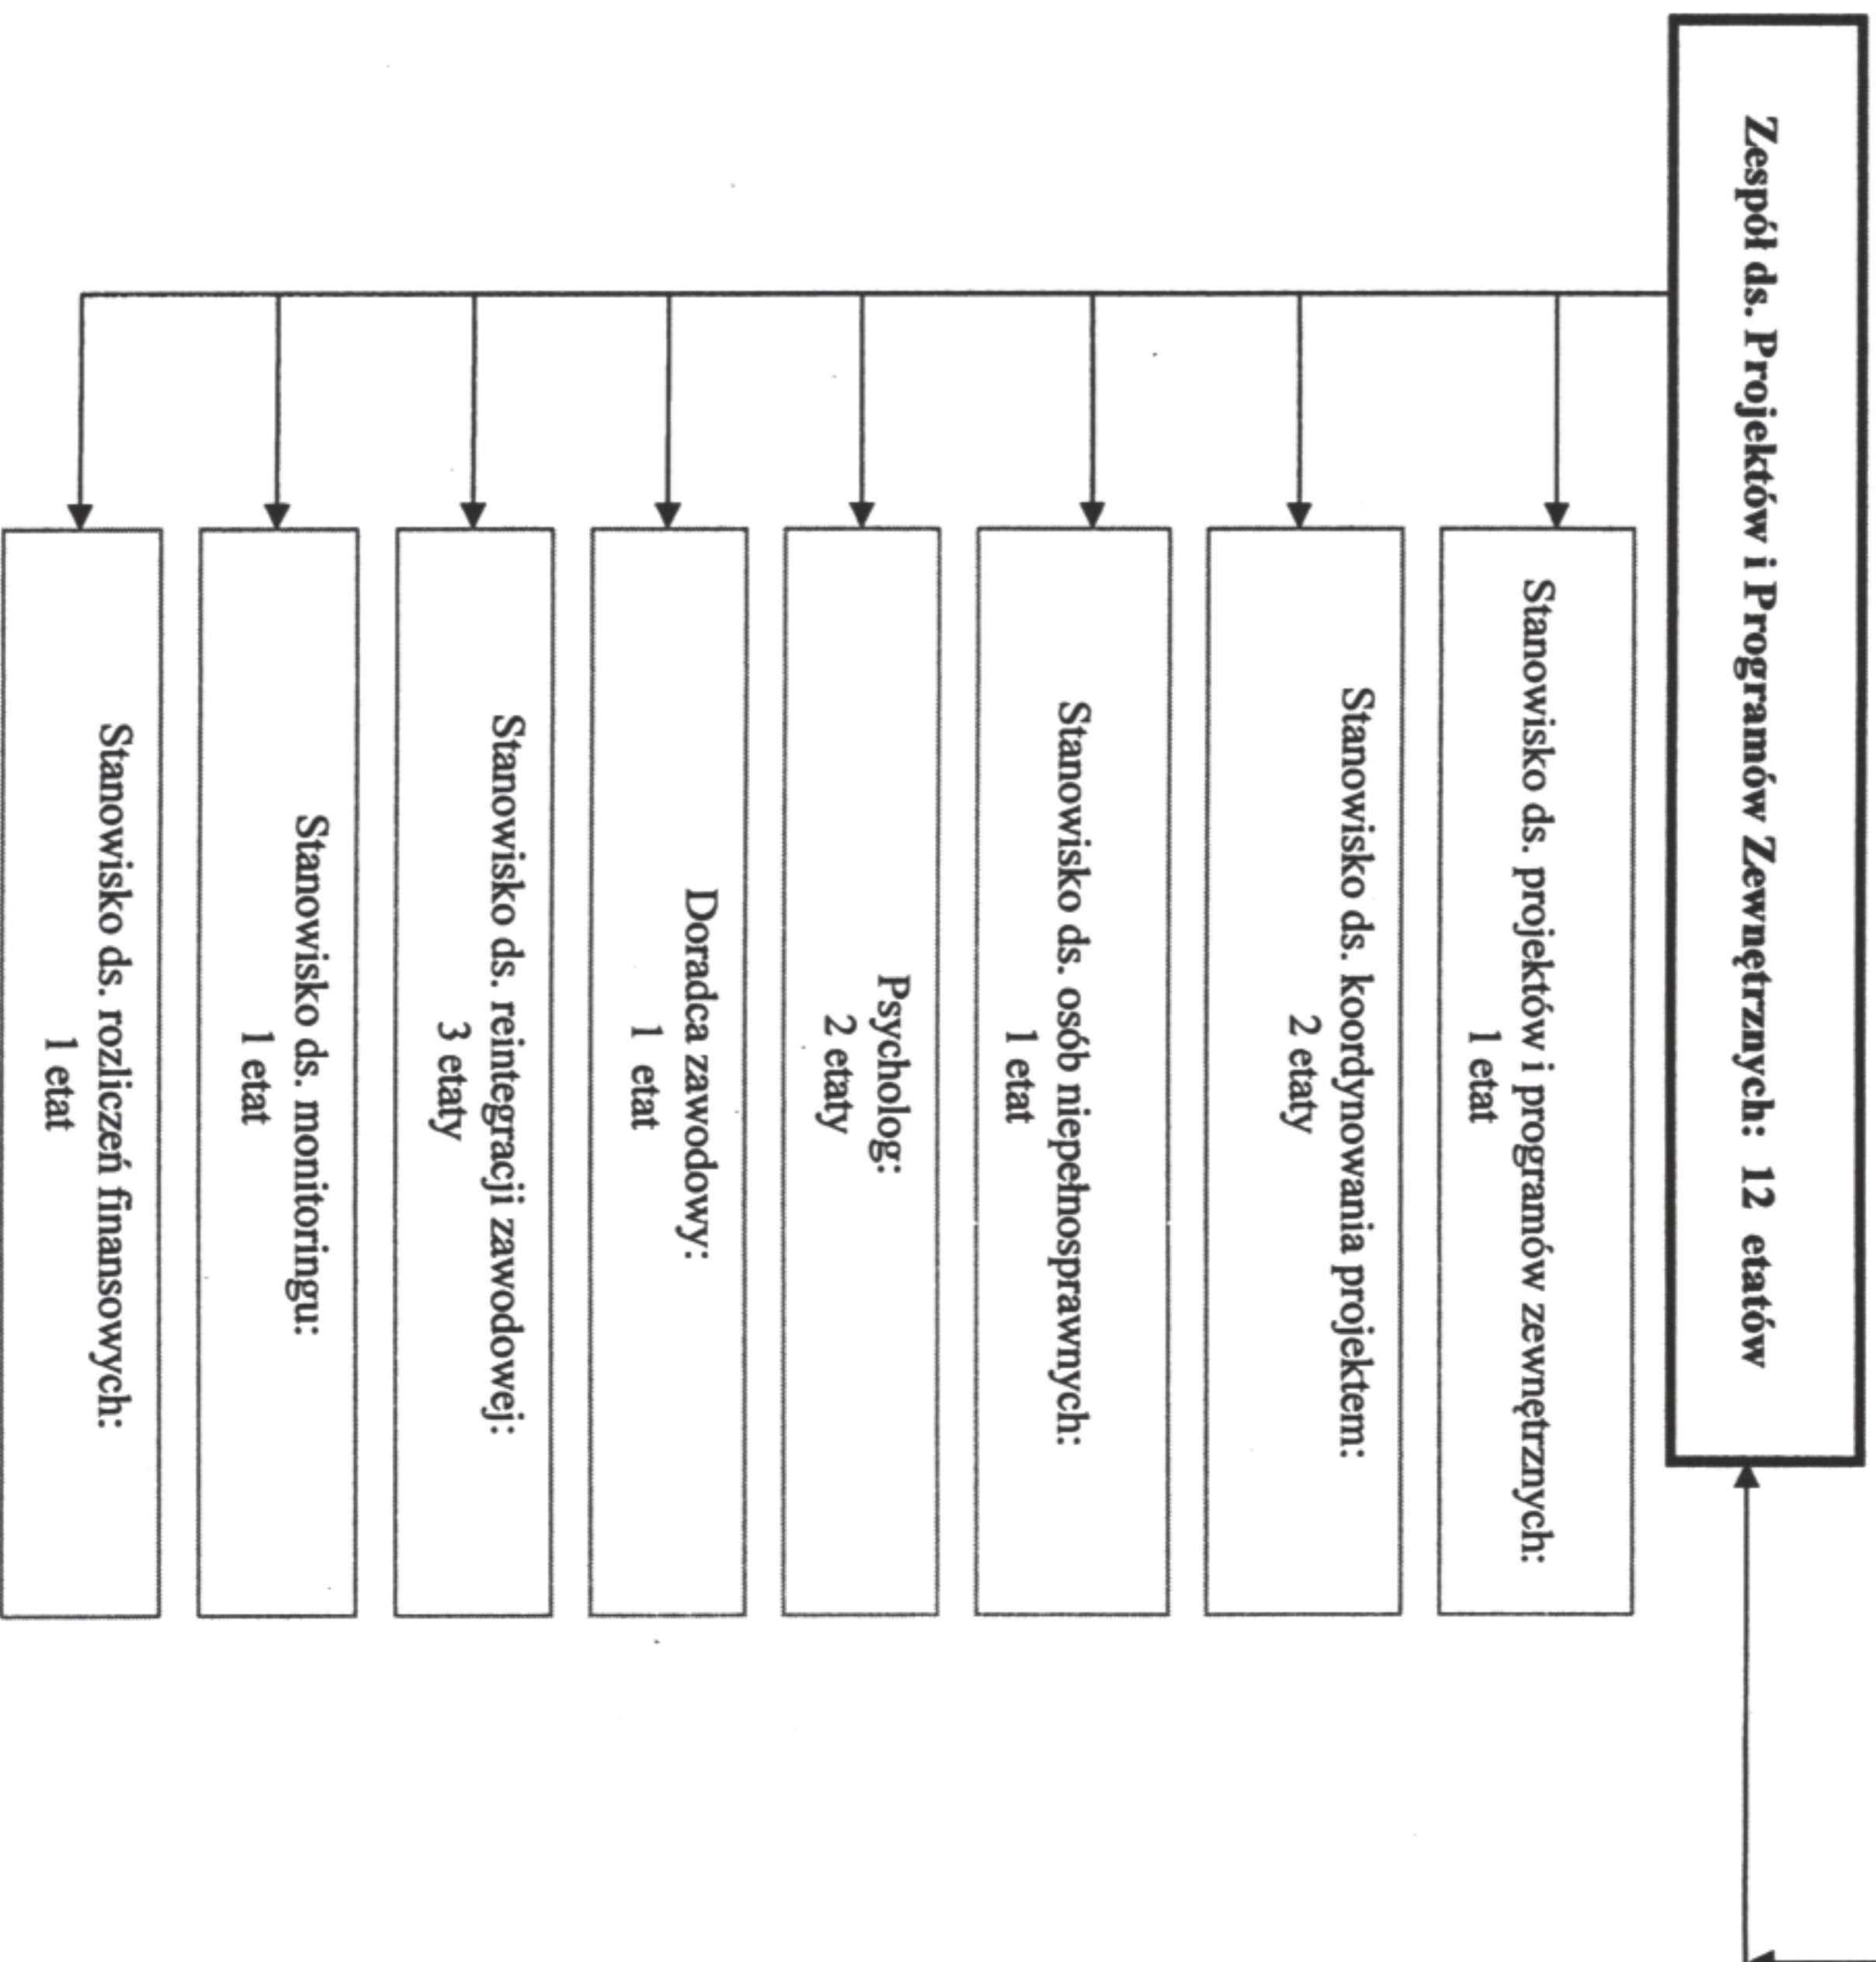 Zespół ds. Projektów i Programów Zewnętrznych: 12 etatów
Stanowisko ds. projektów i programów zewnętrznych:
1 etat
Stanowisko ds. koordynowania projektem:
2 etaty
Stanowisko ds. osób niepełnosprawnych:
1 etat
Psycholog:
2 etaty
Doradca zawodowy:
1 etat
Stanowisko ds. reintegracji zawodowej:
3 etaty
Stanowisko ds. monitoringu:
1 etat
Stanowisko ds. rozliczeń finansowych:
1 etat